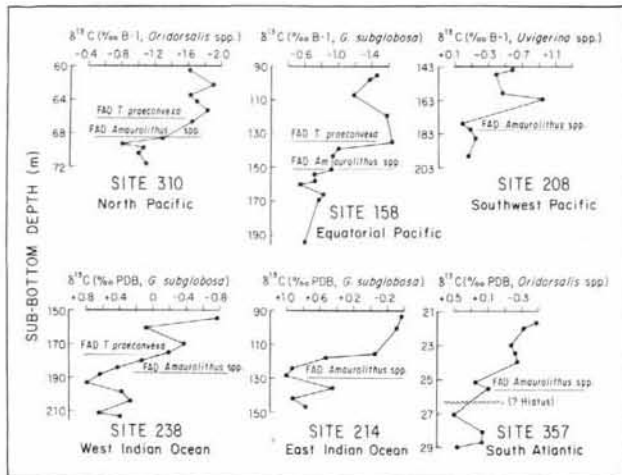 δ¹³C (‰ B-1, Oridorsalis spp.)
-0.4 -1.2 -2.0
60
64
68
72
FAD T. praeconvexa
FAD Amaurolithus spp.
SITE 310
North Pacific
δ¹³C (‰ B-1, G. subglobosa)
-0.6 -1.0 -1.4
90
110
130
150
170
190
FAD T. praeconvexa
FAD Amaurolithus spp.
SITE 158
Equatorial Pacific
δ¹³C (‰ B-1, Uvigerina spp.)
+0.1 -0.3 -0.7 -1.1
143
163
183
203
FAD Amaurolithus spp.
SITE 208
Southwest Pacific
SUB-BOTTOM DEPTH (m)
δ¹³C (‰ PDB, G. subglobosa)
+0.8 +0.4 0 -0.4 -0.8
150
170
190
210
FAD T. praeconvexa
FAD Amaurolithus spp.
SITE 238
West Indian Ocean
δ¹³C (‰ PDB, G. subglobosa)
+1.0 +0.6 +0.2 -0.2
90
110
130
150
FAD Amaurolithus spp.
SITE 214
East Indian Ocean
δ¹³C (‰ PDB, Oridorsalis spp)
+0.5 +0.1 -0.3
21
23
25
27
29
FAD Amaurolithus spp.
(? Hiatus)
SITE 357
South Atlantic